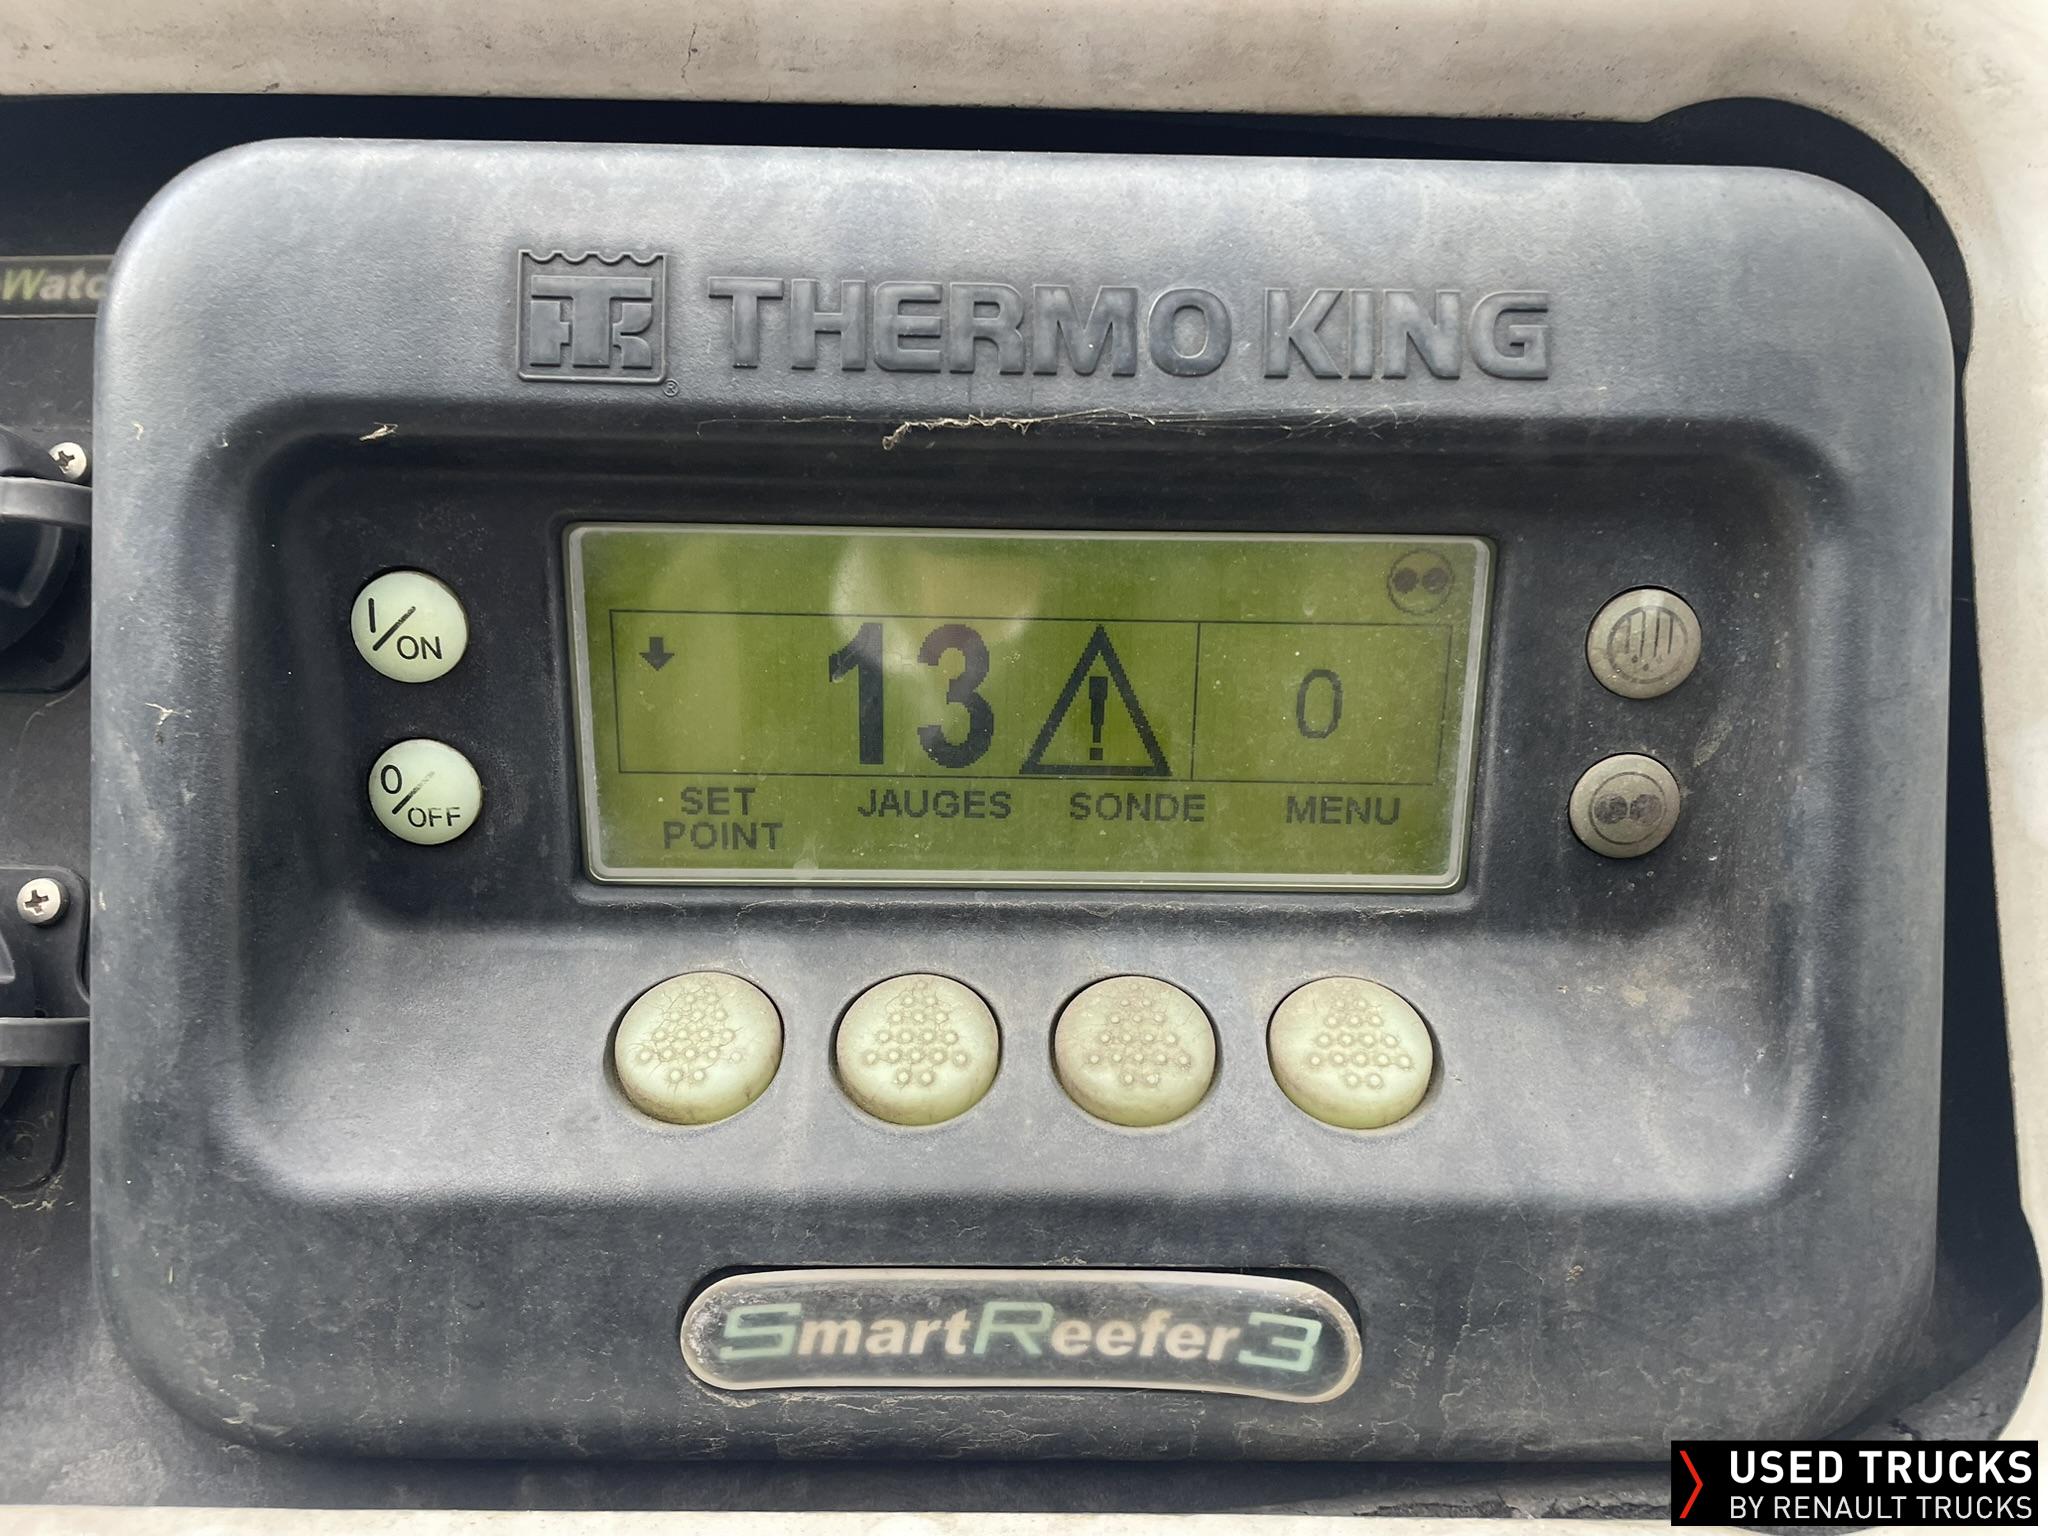 Watc
THERMO KING
®
I/ON
13
0
0/OFF
SET
POINT
JAUGES
SONDE
MENU
SmartReefer3
USED TRUCKS
BY RENAULT TRUCKS